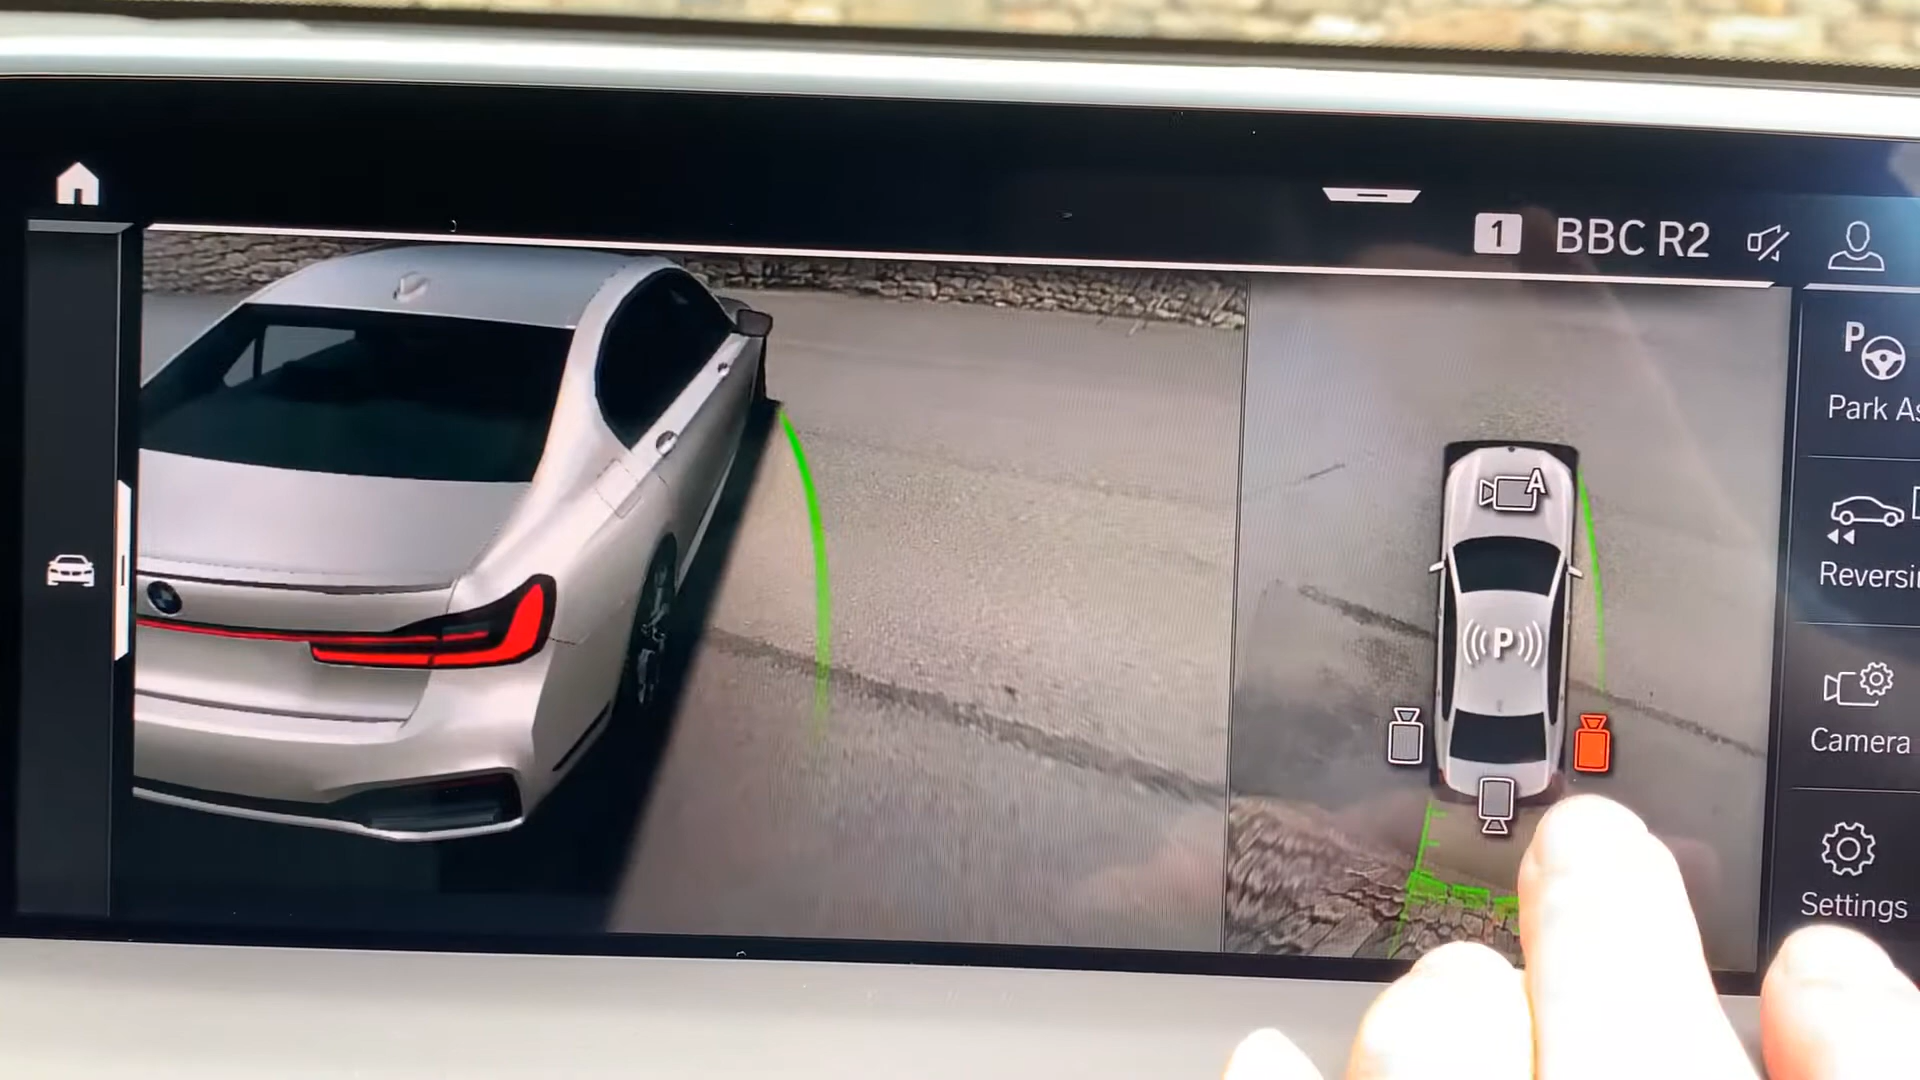 1 BBC R2
P
Park As
A
Reversi
P
Camera
Settings